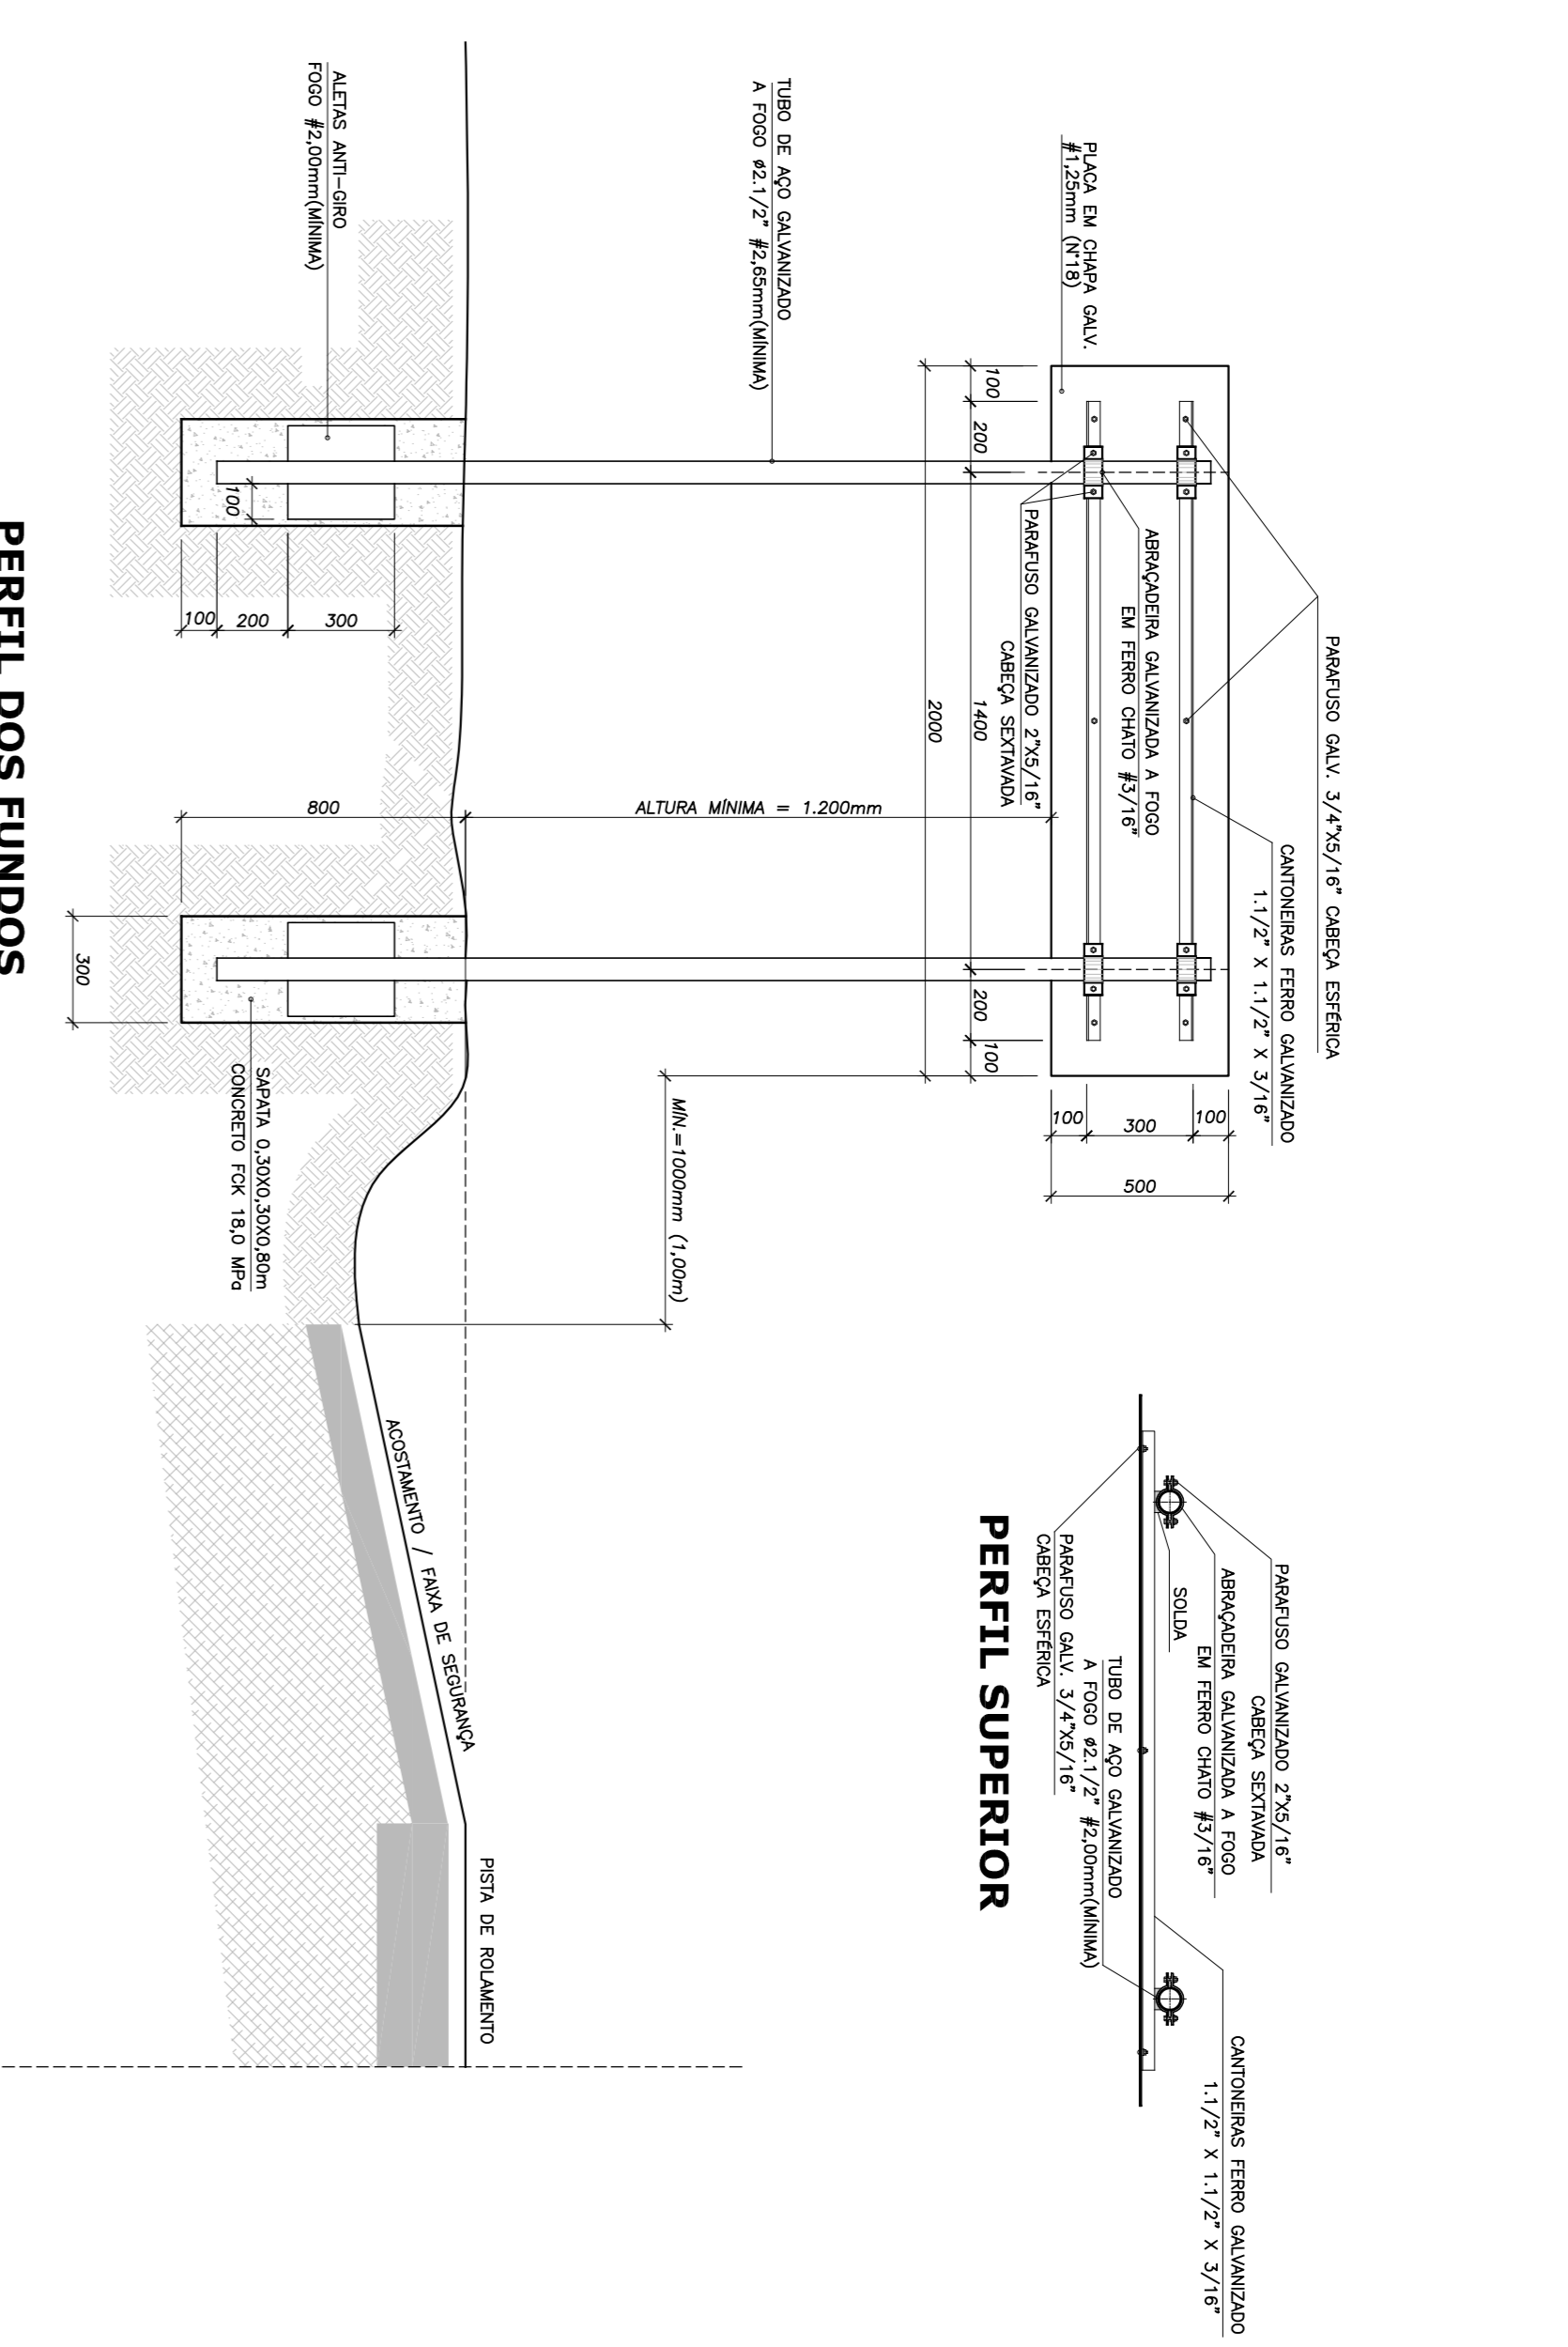 PARAFUSO GALV. 3/4"X5/16" CABEÇA ESFÉRICA
CANTONEIRAS FERRO GALVANIZADO
1.1/2" X 1.1/2" X 3/16"
PLACA EM CHAPA GALV.
#1,25mm (N°18)
ABRAÇADEIRA GALVANIZADA A FOGO
EM FERRO CHATO #3/16"
PARAFUSO GALVANIZADO 2"X5/16"
CABEÇA SEXTAVADA
100
300
100
500
100
200
1400
200
100
2000
TUBO DE AÇO GALVANIZADO
A FOGO ø2.1/2" #2,65mm(MÍNIMA)
ALTURA MÍNIMA = 1.200mm
MÍN.=1000mm (1,00m)
800
ALETAS ANTI-GIRO
FOGO #2,00mm(MÍNIMA)
100
300
200
100
300
SAPATA 0,30X0,30X0,80m
CONCRETO FCK 18,0 MPa
ACOSTAMENTO / FAIXA DE SEGURANÇA
PISTA DE ROLAMENTO
PERFIL DOS FUNDOS
PARAFUSO GALVANIZADO 2"X5/16"
CABEÇA SEXTAVADA
ABRAÇADEIRA GALVANIZADA A FOGO
EM FERRO CHATO #3/16"
SOLDA
CANTONEIRAS FERRO GALVANIZADO
1.1/2" X 1.1/2" X 3/16"
TUBO DE AÇO GALVANIZADO
A FOGO ø2.1/2" #2,00mm(MÍNIMA)
PARAFUSO GALV. 3/4"X5/16"
CABEÇA ESFÉRICA
PERFIL SUPERIOR